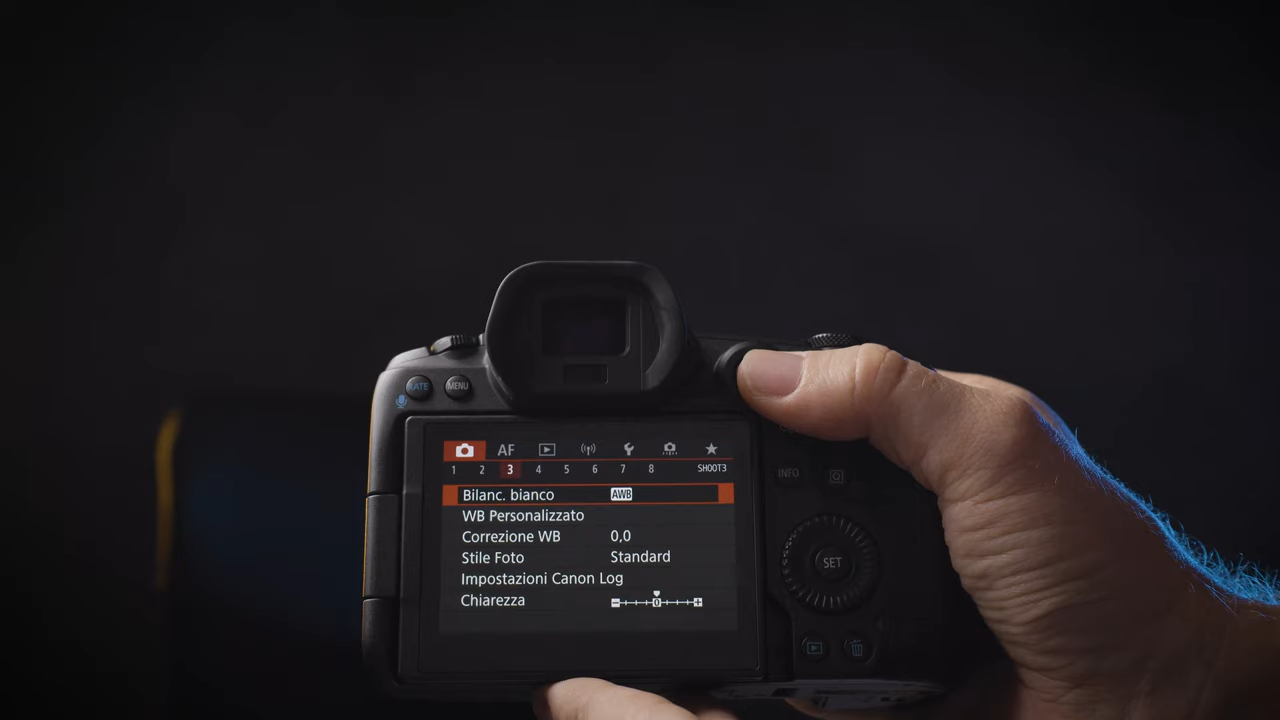 RATE
MENU
AF
1 2 3 4 5 6 7 8 SHOOT3
Bilanc. bianco AWB
WB Personalizzato
Correzione WB 0,0
Stile Foto Standard
Impostazioni Canon Log
Chiarezza 0
INFO
Q
SET